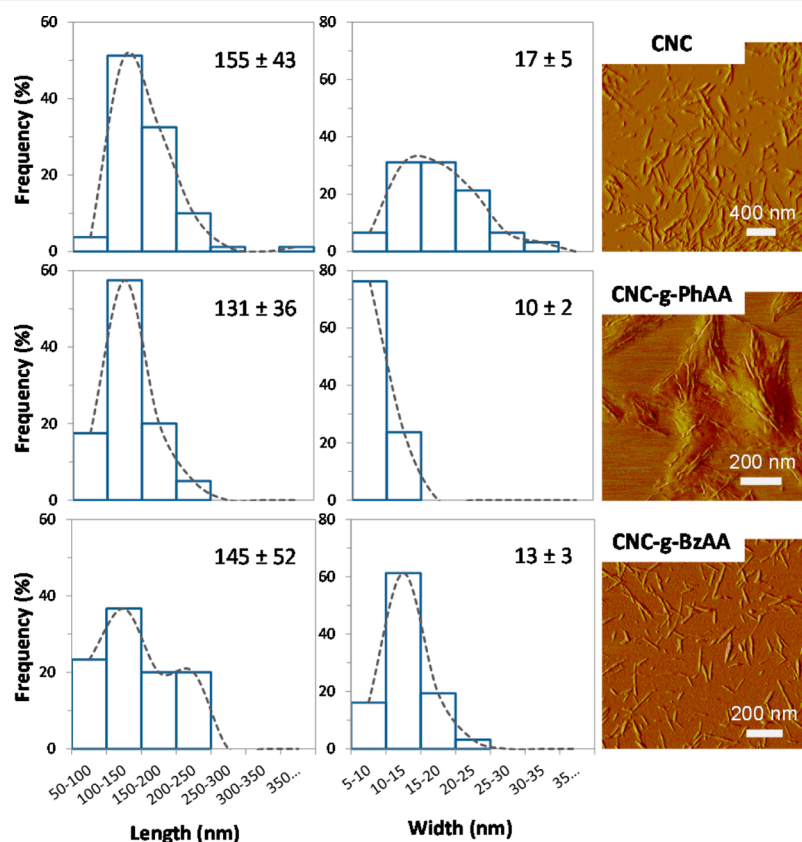 60
40
20
0
Frequency (%)
155 ± 43
80
60
40
20
0
17 ± 5
CNC
400 nm
60
40
20
0
Frequency (%)
131 ± 36
80
60
40
20
0
10 ± 2
CNC-g-PhAA
200 nm
60
40
20
0
Frequency (%)
145 ± 52
80
60
40
20
0
13 ± 3
CNC-g-BzAA
200 nm
50-100
100-150
150-200
200-250
250-300
300-350
350...
Length (nm)
5-10
10-15
15-20
20-25
25-30
30-35
35...
Width (nm)